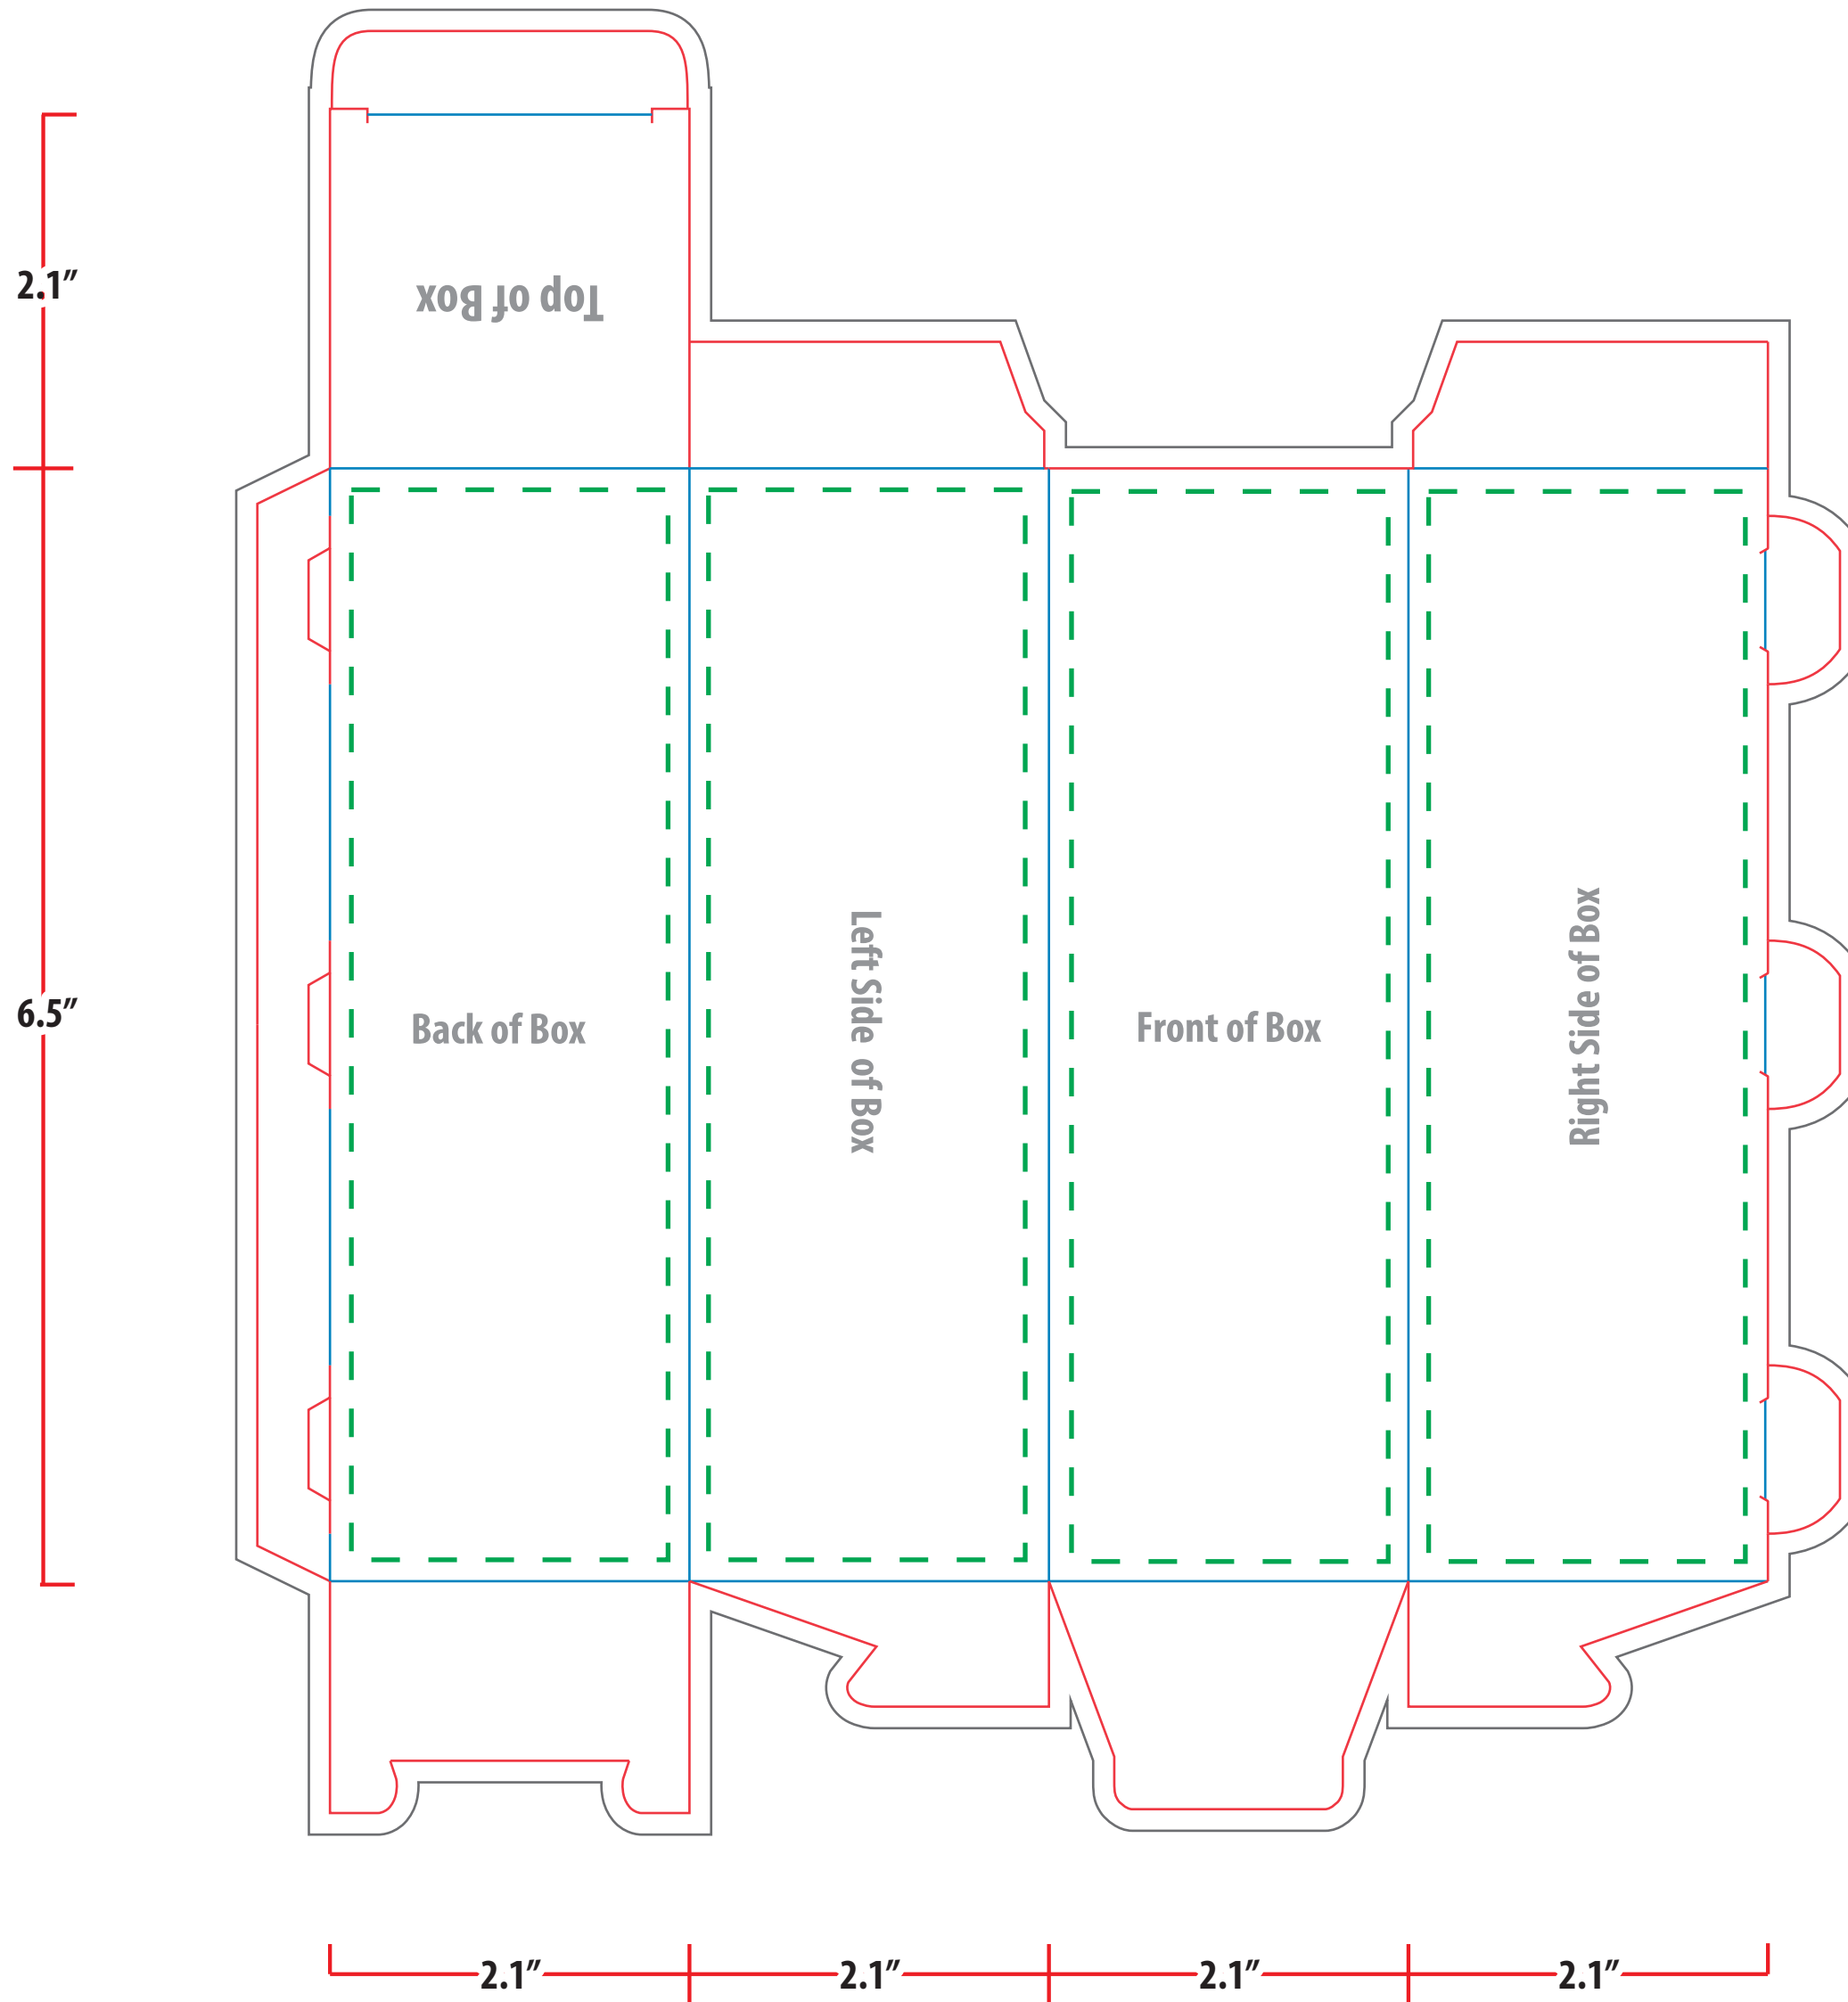 2.1”
Top of Box
6.5”
Back of Box
Left Side of Box
Front of Box
Right Side of Box
2.1”
2.1”
2.1”
2.1”